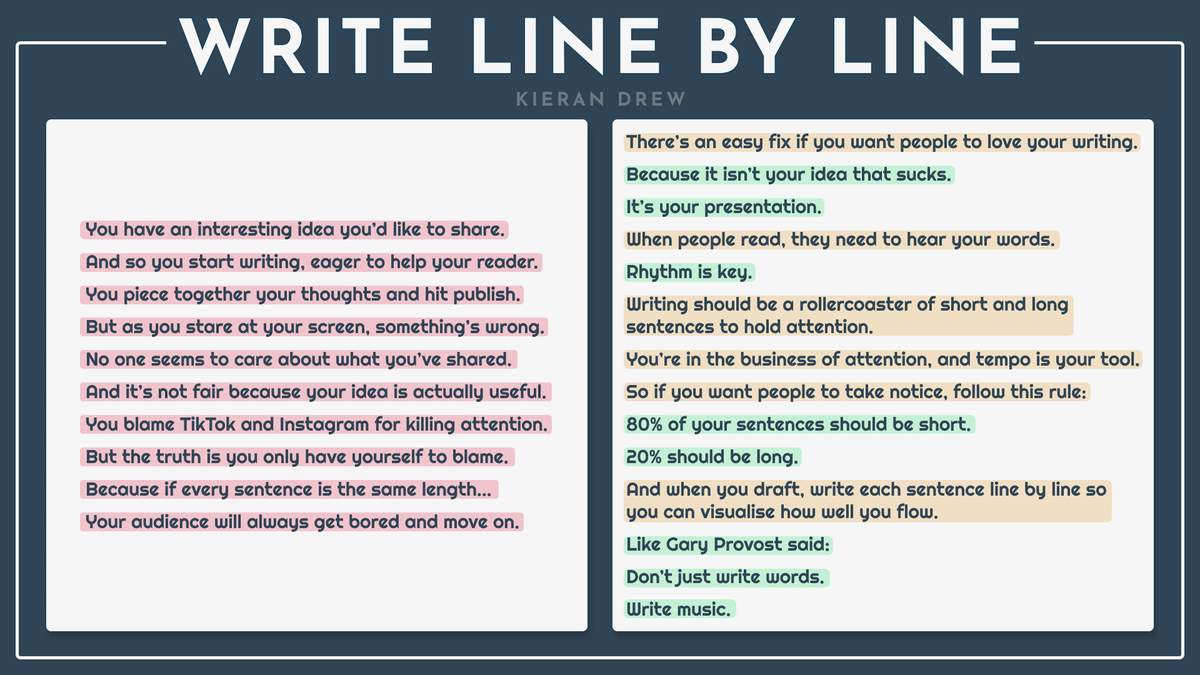 WRITE LINE BY LINE
KIERAN DREW
You have an interesting idea you'd like to share.
And so you start writing, eager to help your reader.
You piece together your thoughts and hit publish.
But as you stare at your screen, something's wrong.
No one seems to care about what you've shared.
And it's not fair because your idea is actually useful.
You blame TikTok and Instagram for killing attention.
But the truth is you only have yourself to blame.
Because if every sentence is the same length...
Your audience will always get bored and move on.
There's an easy fix if you want people to love your writing.
Because it isn't your idea that sucks.
It's your presentation.
When people read, they need to hear your words.
Rhythm is key.
Writing should be a rollercoaster of short and long
sentences to hold attention.
You're in the business of attention, and tempo is your tool.
So if you want people to take notice, follow this rule:
80% of your sentences should be short.
20% should be long.
And when you draft, write each sentence line by line so
you can visualise how well you flow.
Like Gary Provost said:
Don't just write words.
Write music.